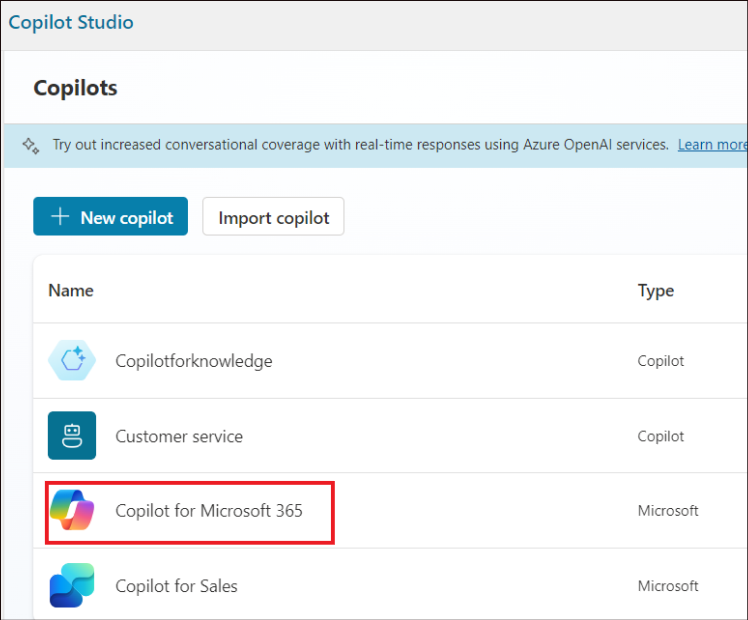 Copilot Studio
Copilots
Try out increased conversational coverage with real-time responses using Azure OpenAI services. Learn more
New copilot Import copilot
Name Type
Copilotforknowledge Copilot
Customer service Copilot
Copilot for Microsoft 365 Microsoft
Copilot for Sales Microsoft